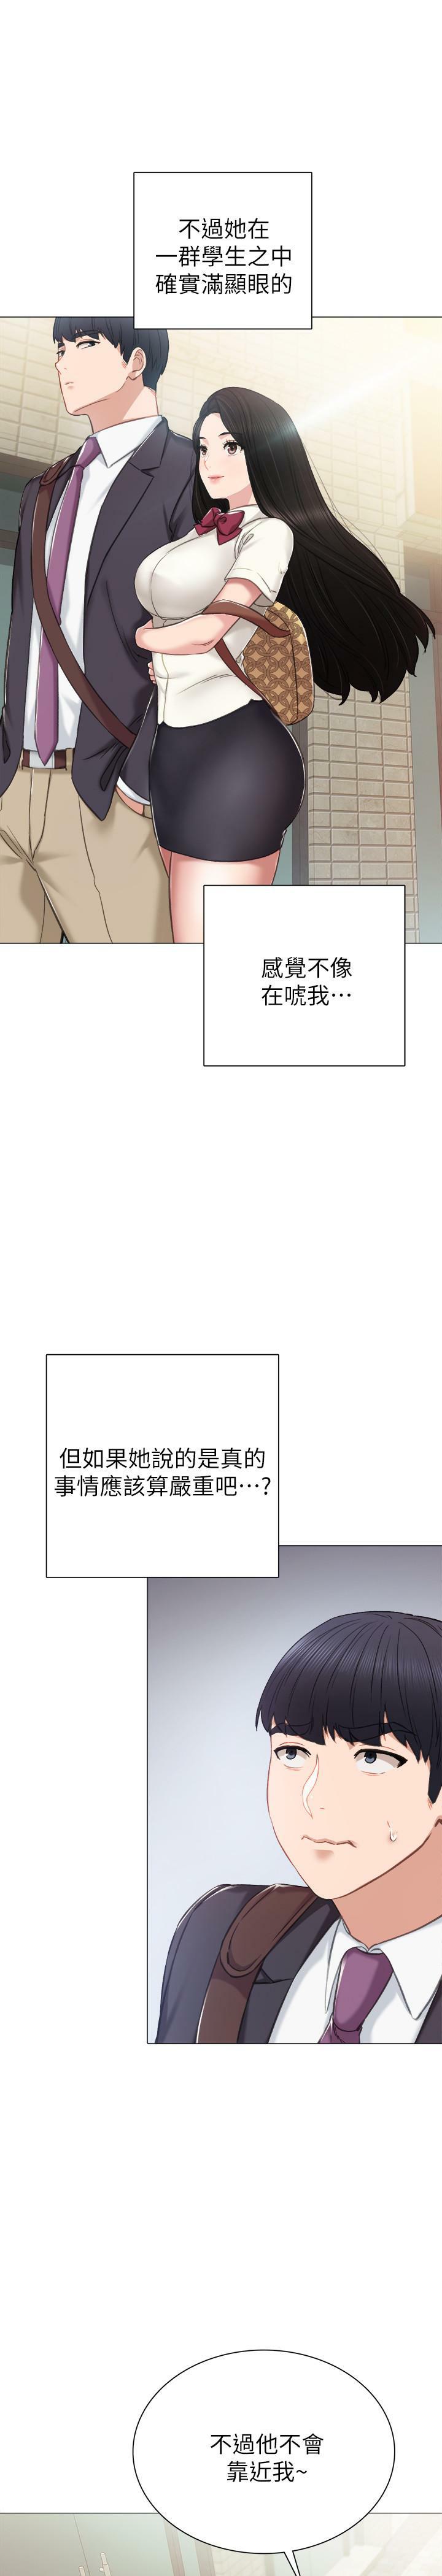 不過她在
一群學生之中
確實滿顯眼的
感覺不像
在唬我…
但如果她說的是真的
事情應該算嚴重吧…?
不過他不會
靠近我~